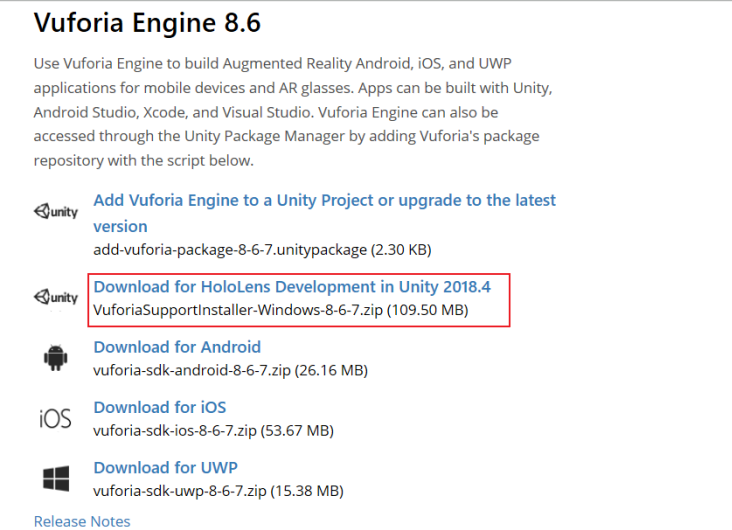 Vuforia Engine 8.6
Use Vuforia Engine to build Augmented Reality Android, iOS, and UWP
applications for mobile devices and AR glasses. Apps can be built with Unity,
Android Studio, Xcode, and Visual Studio. Vuforia Engine can also be
accessed through the Unity Package Manager by adding Vuforia's package
repository with the script below.
unity Add Vuforia Engine to a Unity Project or upgrade to the latest
version
add-vuforia-package-8-6-7.unitypackage (2.30 KB)
unity Download for HoloLens Development in Unity 2018.4
VuforiaSupportInstaller-Windows-8-6-7.zip (109.50 MB)
Download for Android
vuforia-sdk-android-8-6-7.zip (26.16 MB)
iOS Download for iOS
vuforia-sdk-ios-8-6-7.zip (53.67 MB)
Download for UWP
vuforia-sdk-uwp-8-6-7.zip (15.38 MB)
Release Notes